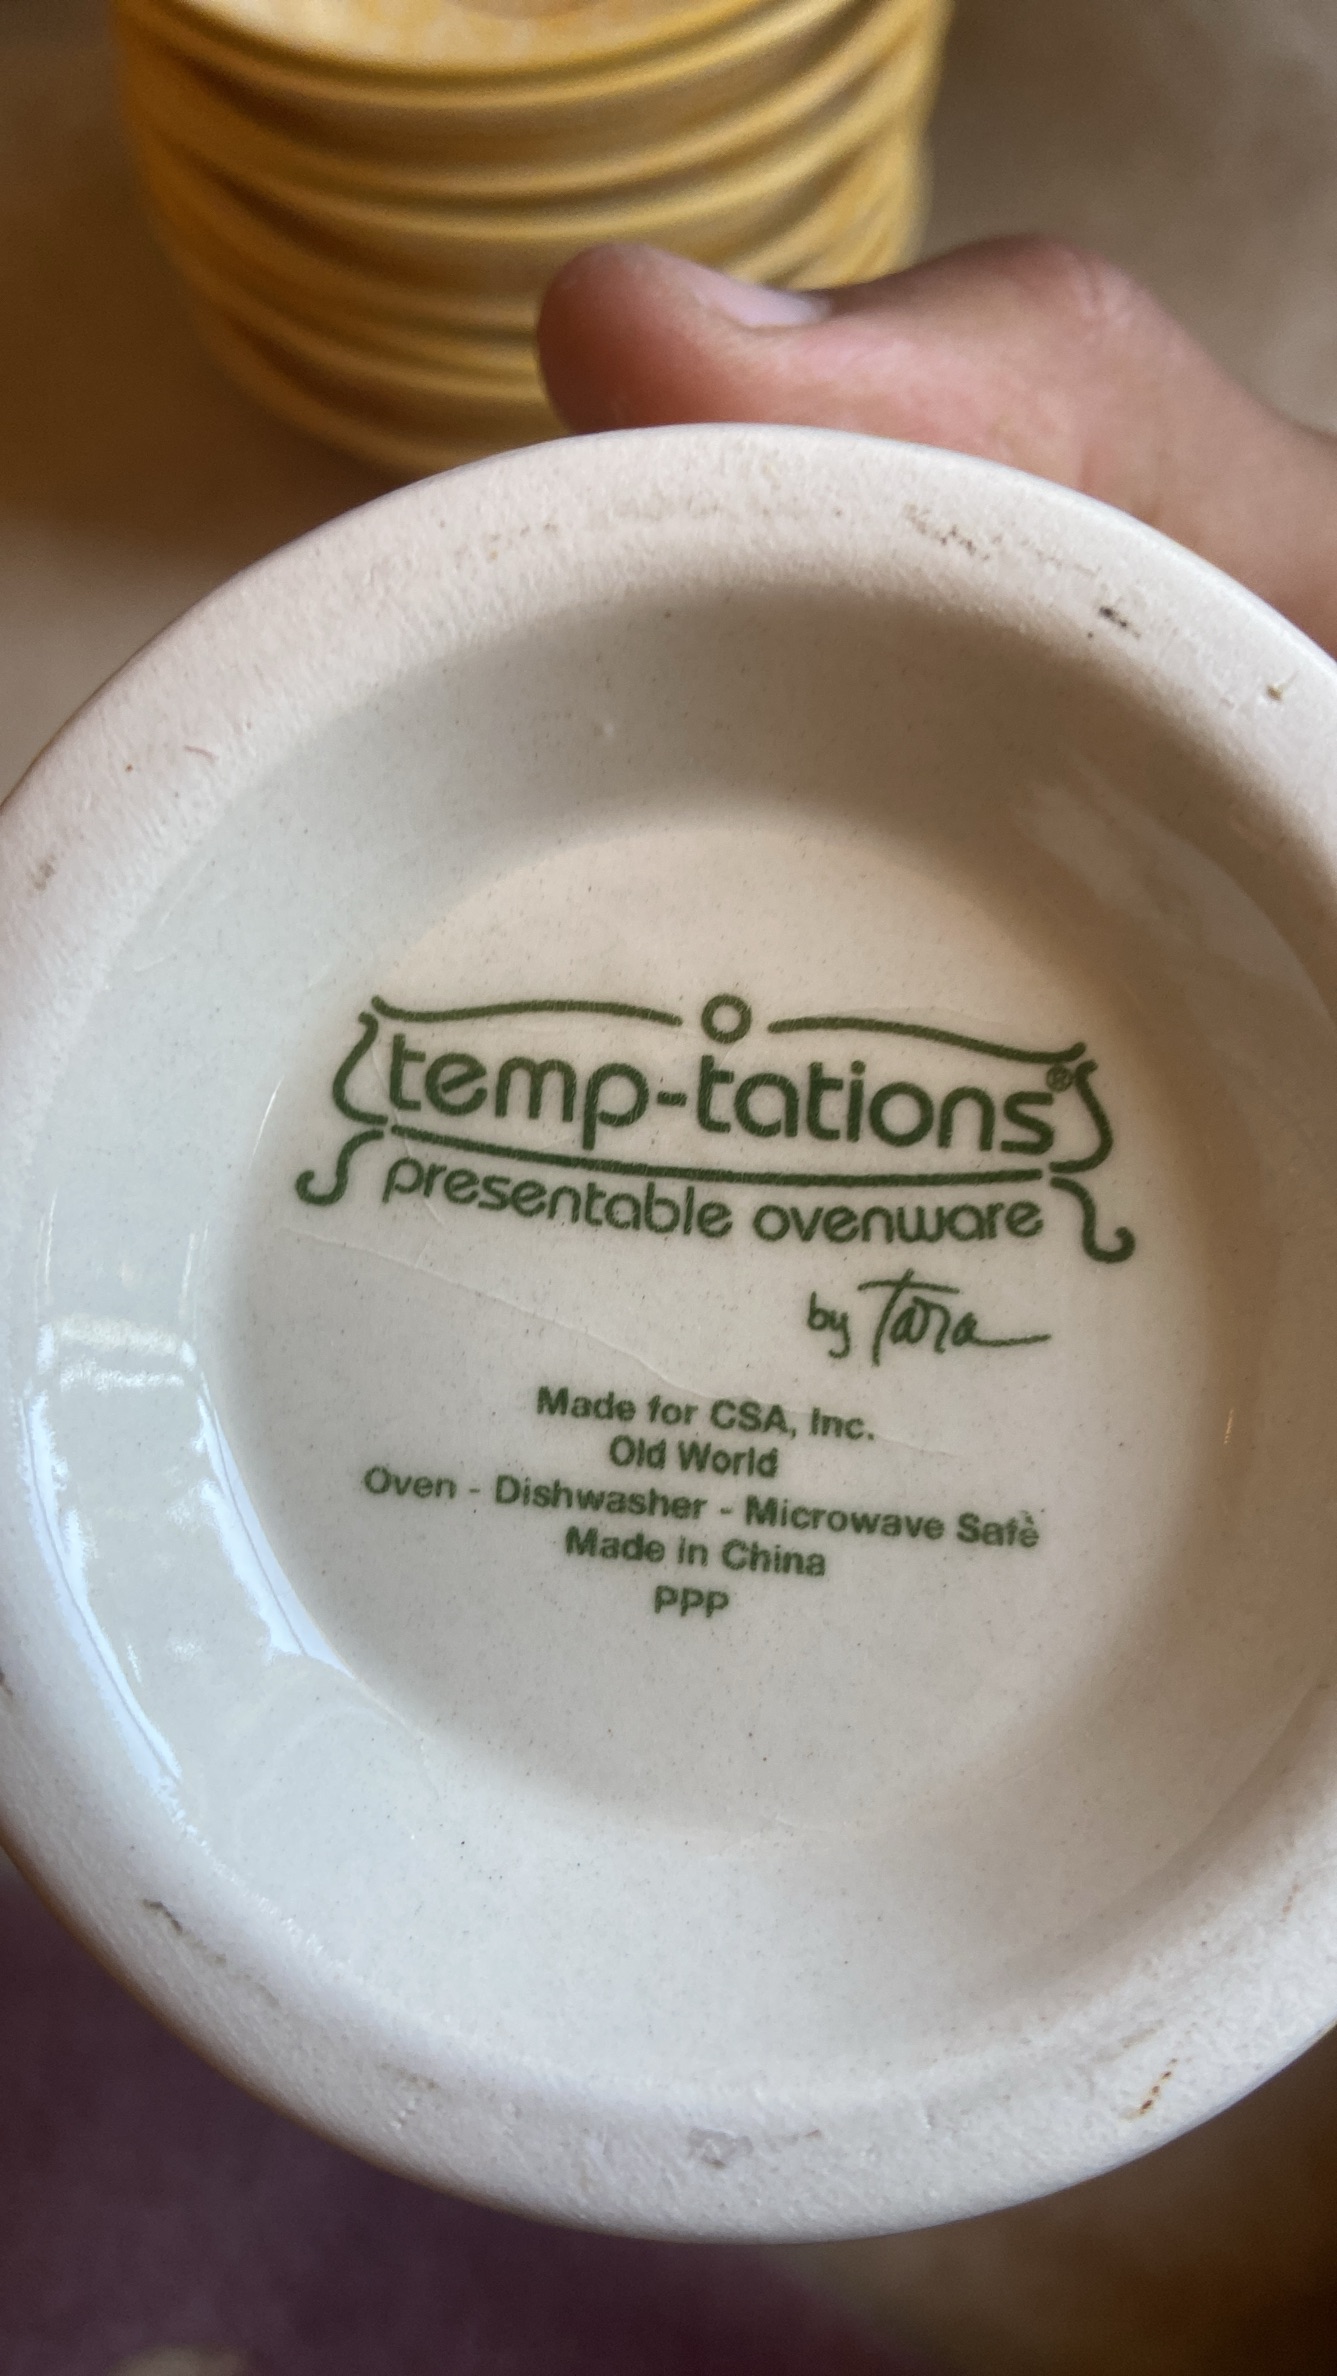 temp-tations®
presentable ovenware
by Tara
Made for CSA, Inc.
Old World
Oven - Dishwasher - Microwave Safe
Made in China
PPP